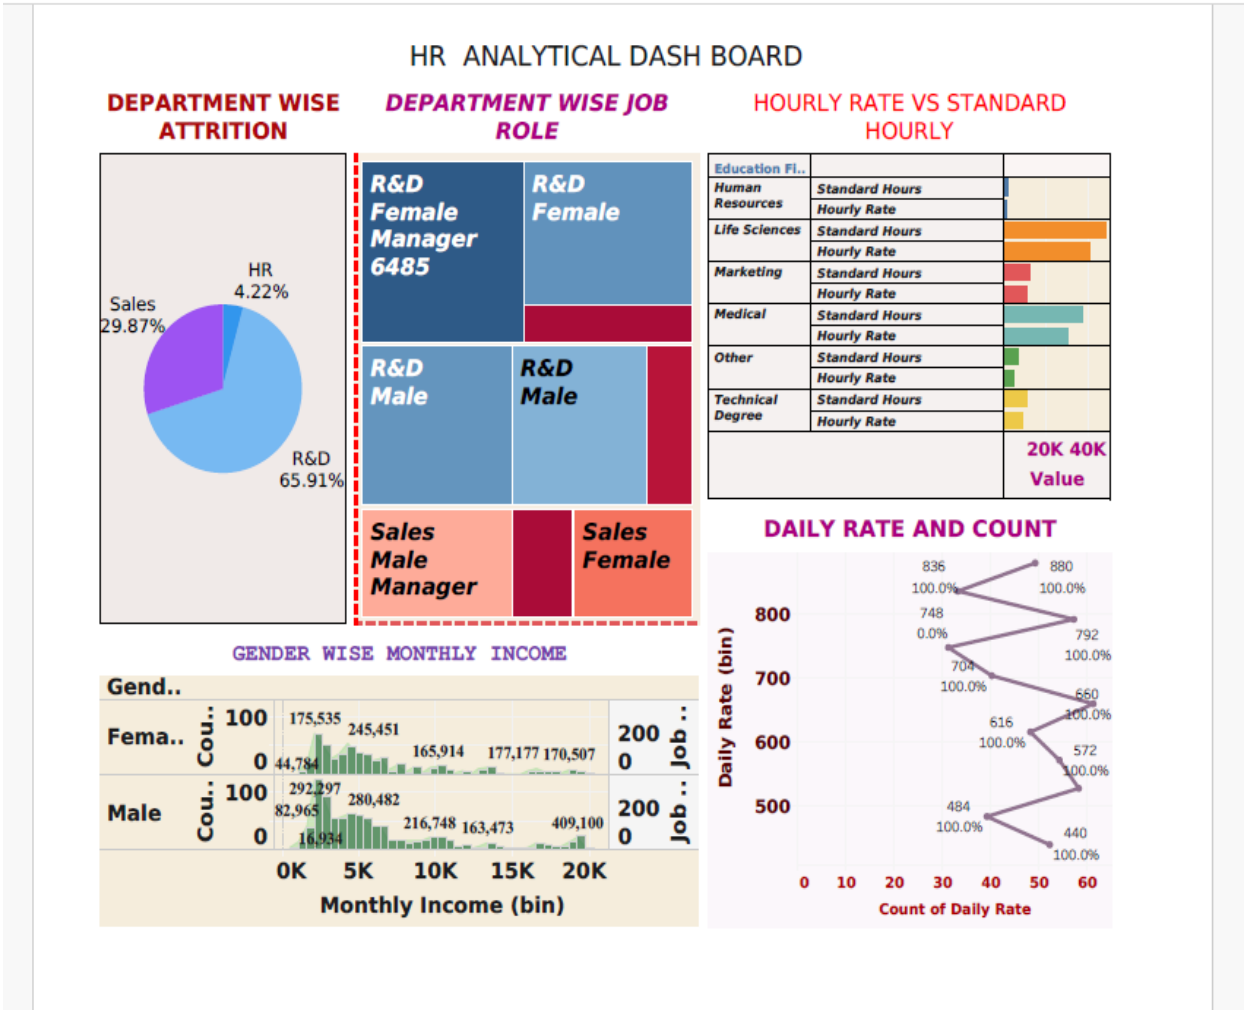 HR ANALYTICAL DASH BOARD
DEPARTMENT WISE
ATTRITION
HR
4.22%
Sales
29.87%
R&D
65.91%
DEPARTMENT WISE JOB
ROLE
R&D
Female
Manager
6485
R&D
Female
R&D
Male
R&D
Male
Sales
Male
Manager
Sales
Female
HOURLY RATE VS STANDARD
HOURLY
Education Fi..
Human
Resources
Standard Hours
Hourly Rate
Life Sciences
Standard Hours
Hourly Rate
Marketing
Standard Hours
Hourly Rate
Medical
Standard Hours
Hourly Rate
Other
Standard Hours
Hourly Rate
Technical
Degree
Standard Hours
Hourly Rate
20K 40K
Value
GENDER WISE MONTHLY INCOME
Gend..
Fema..
Cou..
100
0
175,535
245,451
44,784
165,914
177,177
170,507
200
0
Job ..
Male
Cou..
100
0
292,297
82,965
280,482
16,934
216,748
163,473
409,100
200
0
Job ..
0K 5K 10K 15K 20K
Monthly Income (bin)
DAILY RATE AND COUNT
Daily Rate (bin)
800
700
600
500
836
100.0%
880
100.0%
748
0.0%
792
100.0%
704
100.0%
660
100.0%
616
100.0%
572
100.0%
484
100.0%
440
100.0%
0 10 20 30 40 50 60
Count of Daily Rate